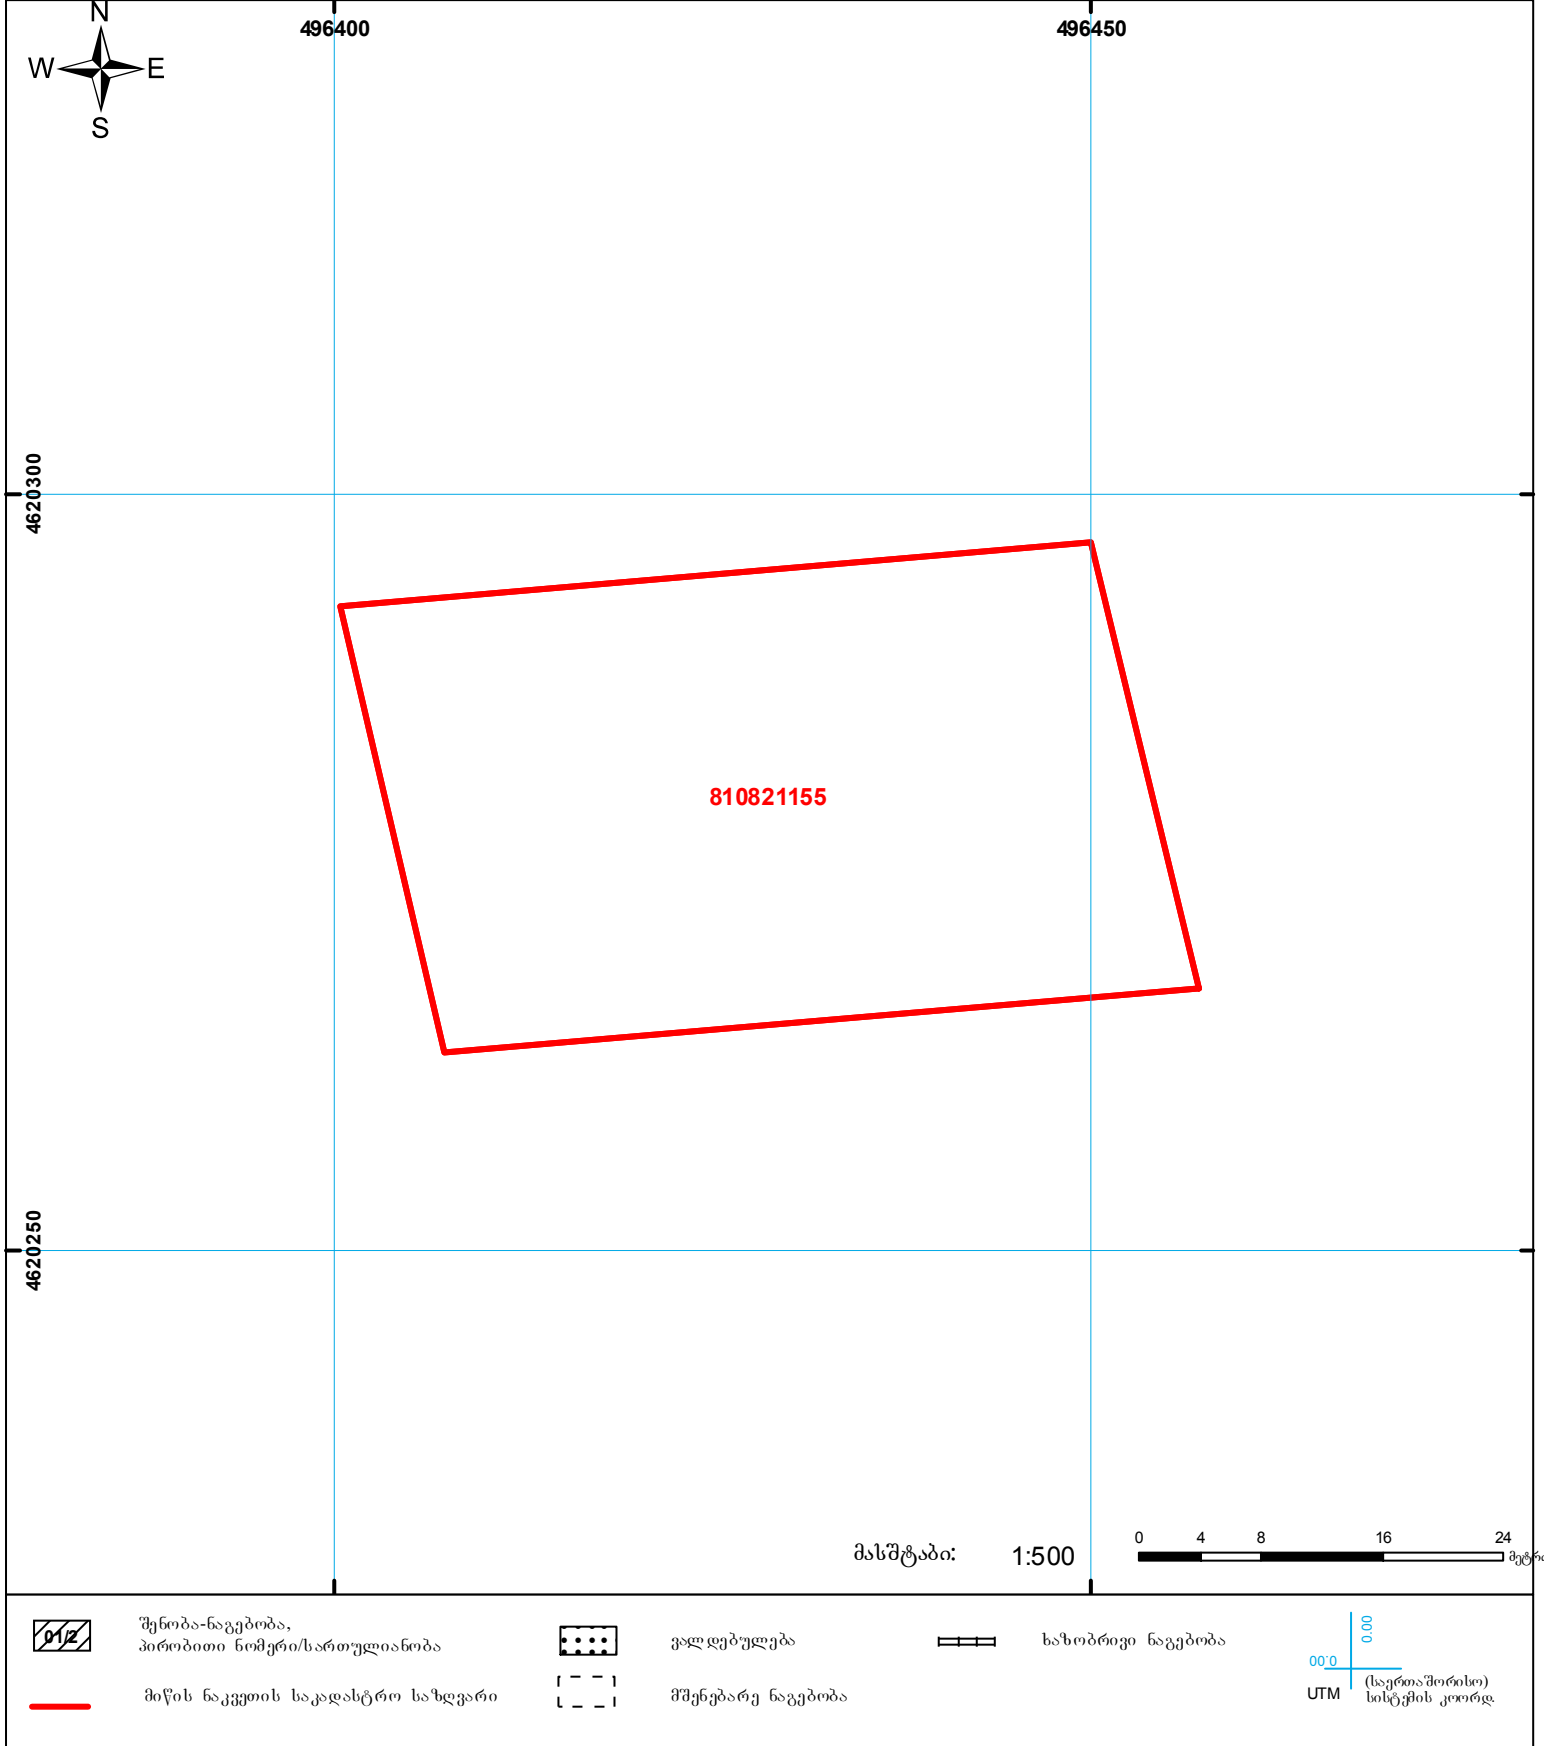 N
W E
S
496400
496450
4620300
4620250
810821155
მასშტაბი: 1:500
0 4 8 16 24
01/2
შენობა-ნაგებობა,
პირობითი ნომერი/სართულიანობა
ვალდებულება
ხაზობრივი ნაგებობა
მიწის ნაკვეთის საკადასტრო საზღვარი
მშენებარე ნაგებობა
0.00
0.00
UTM
(საერთაშორისო)
სისტემის კოორდ.